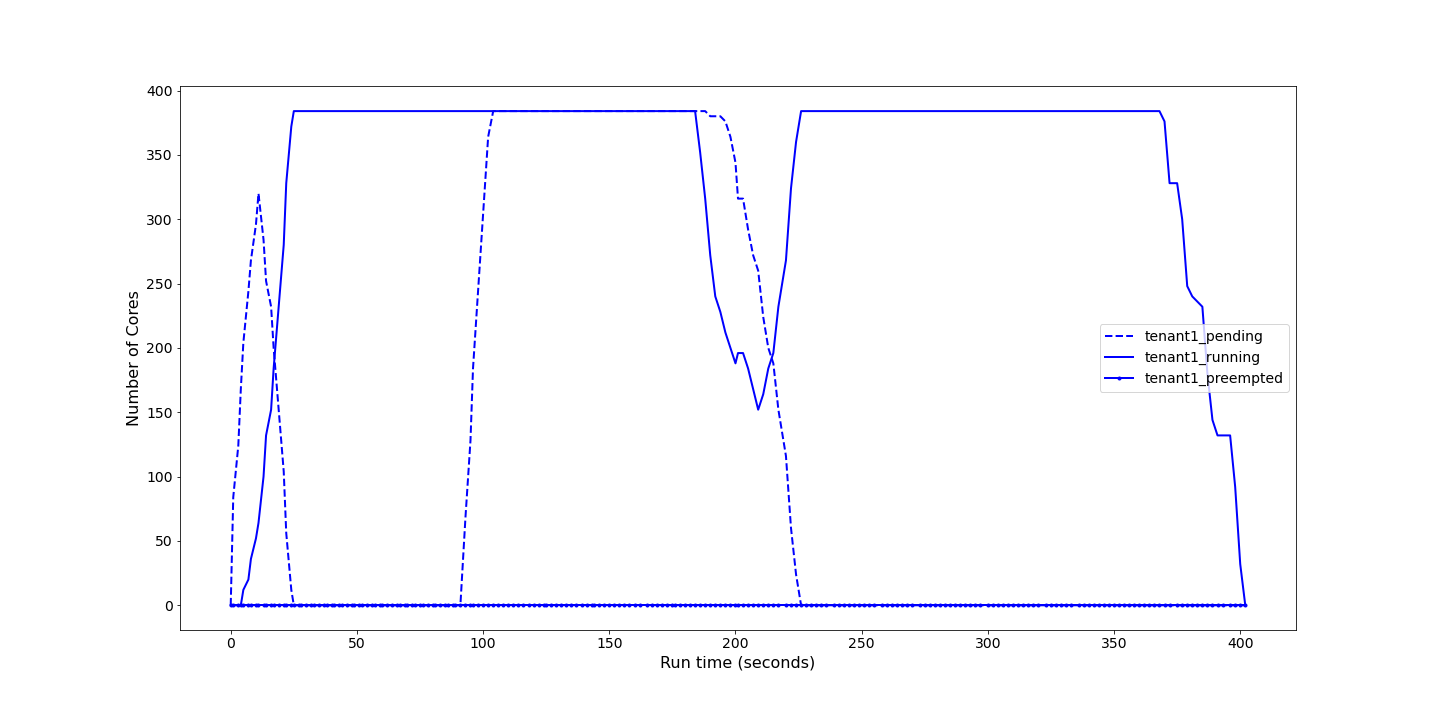 400
350
300
250
200
150
100
50
0
Number of Cores
tenant1_pending
tenant1_running
tenant1_preempted
0 50 100 150 200 250 300 350 400
Run time (seconds)